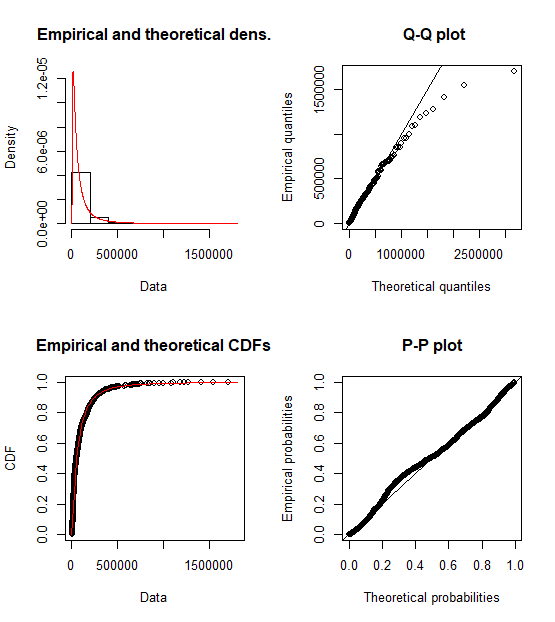 Empirical and theoretical dens.
Density
0.0e+00 6.0e-06 1.2e-05
0 500000 1500000
Data
Q-Q plot
Empirical quantiles
0 500000 1500000
0 1000000 2500000
Theoretical quantiles
Empirical and theoretical CDFs
CDF
0.0 0.2 0.4 0.6 0.8 1.0
0 500000 1500000
Data
P-P plot
Empirical probabilities
0.0 0.2 0.4 0.6 0.8 1.0
0.0 0.2 0.4 0.6 0.8 1.0
Theoretical probabilities